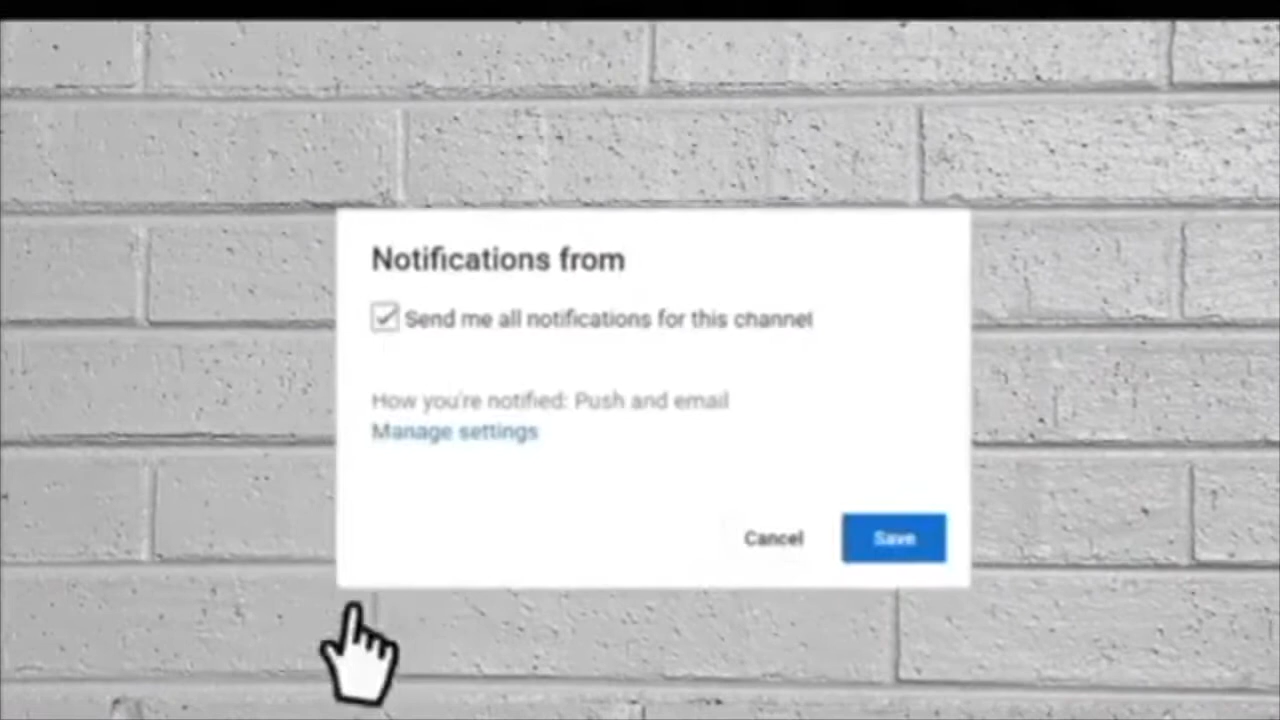 Notifications from
Send me all notifications for this channel
How you're notified: Push and email
Manage settings
Cancel
Save